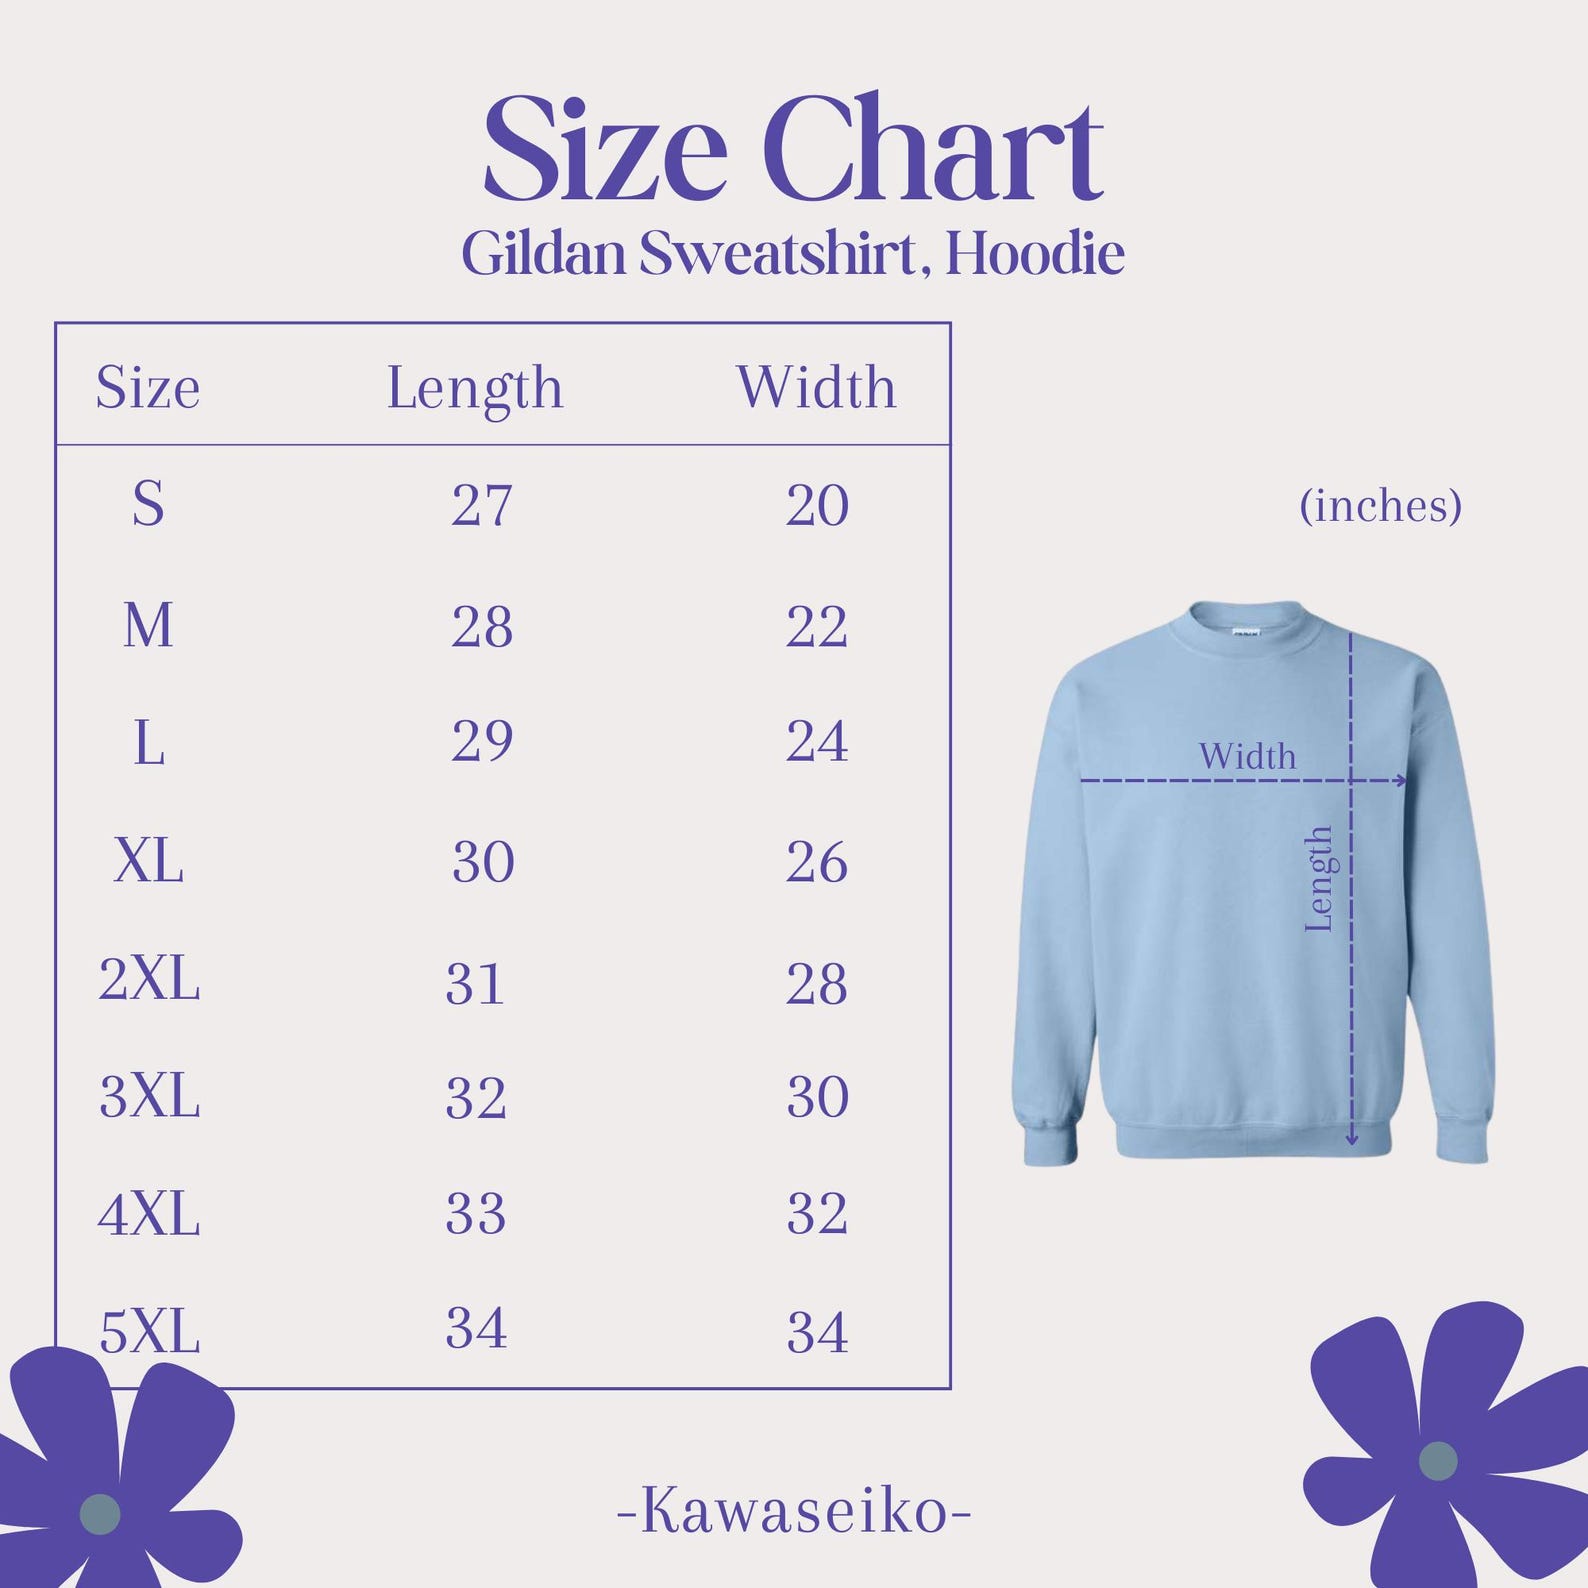 Size Chart
Gildan Sweatshirt, Hoodie
Size Length Width
S 27 20
M 28 22
L 29 24
XL 30 26
2XL 31 28
3XL 32 30
4XL 33 32
5XL 34 34
(inches)
Width
Length
-Kawaseiko-